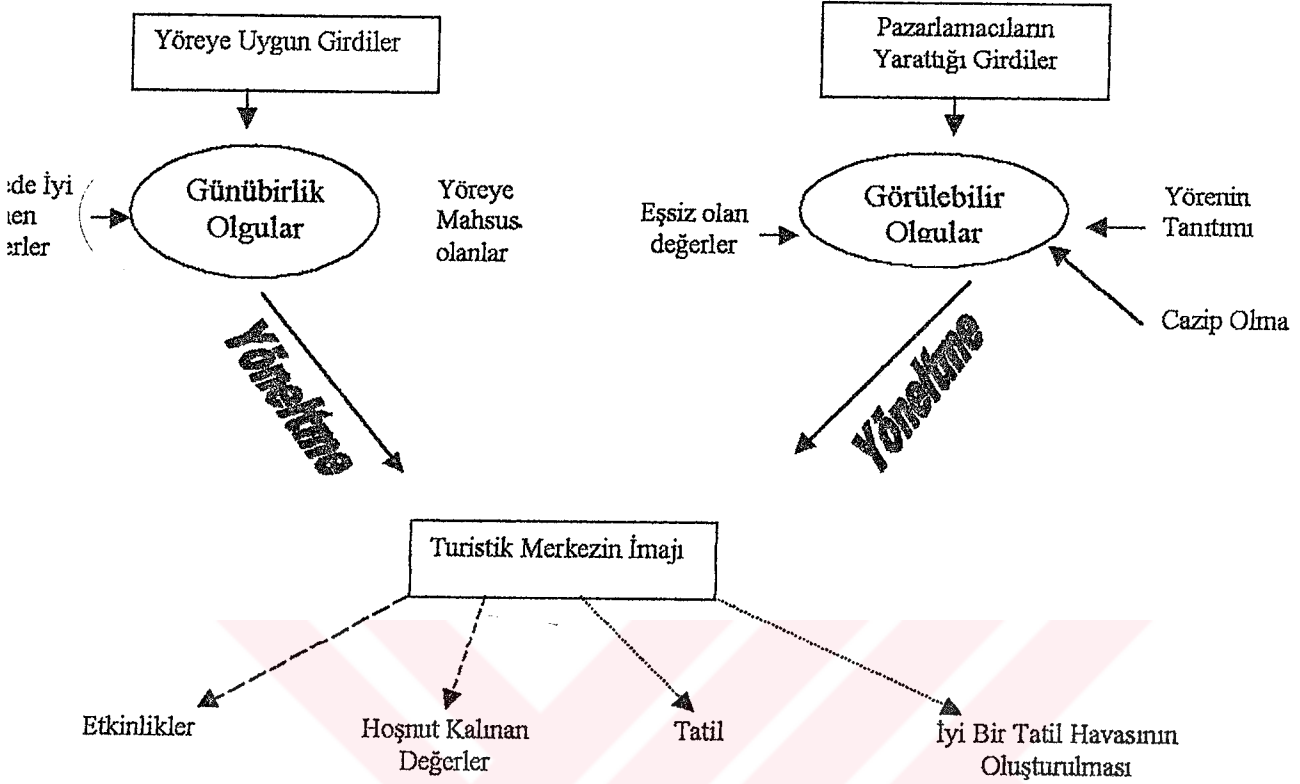 Yöreye Uygun Girdiler
Pazarlamacıların
Yarattığı Girdiler
İyi
Günübirlik
Olgular
Yöreye
Mahsus
olanlar
Eşsiz olan
değerler
Görülebilir
Olgular
Yörenin
Tanıtımı
Cazip Olma
Yöneltme
Yöneltme
Turistik Merkezin İmajı
Etkinlikler
Hoşnut Kalınan
Değerler
Tatil
İyi Bir Tatil Havasının
Oluşturulması